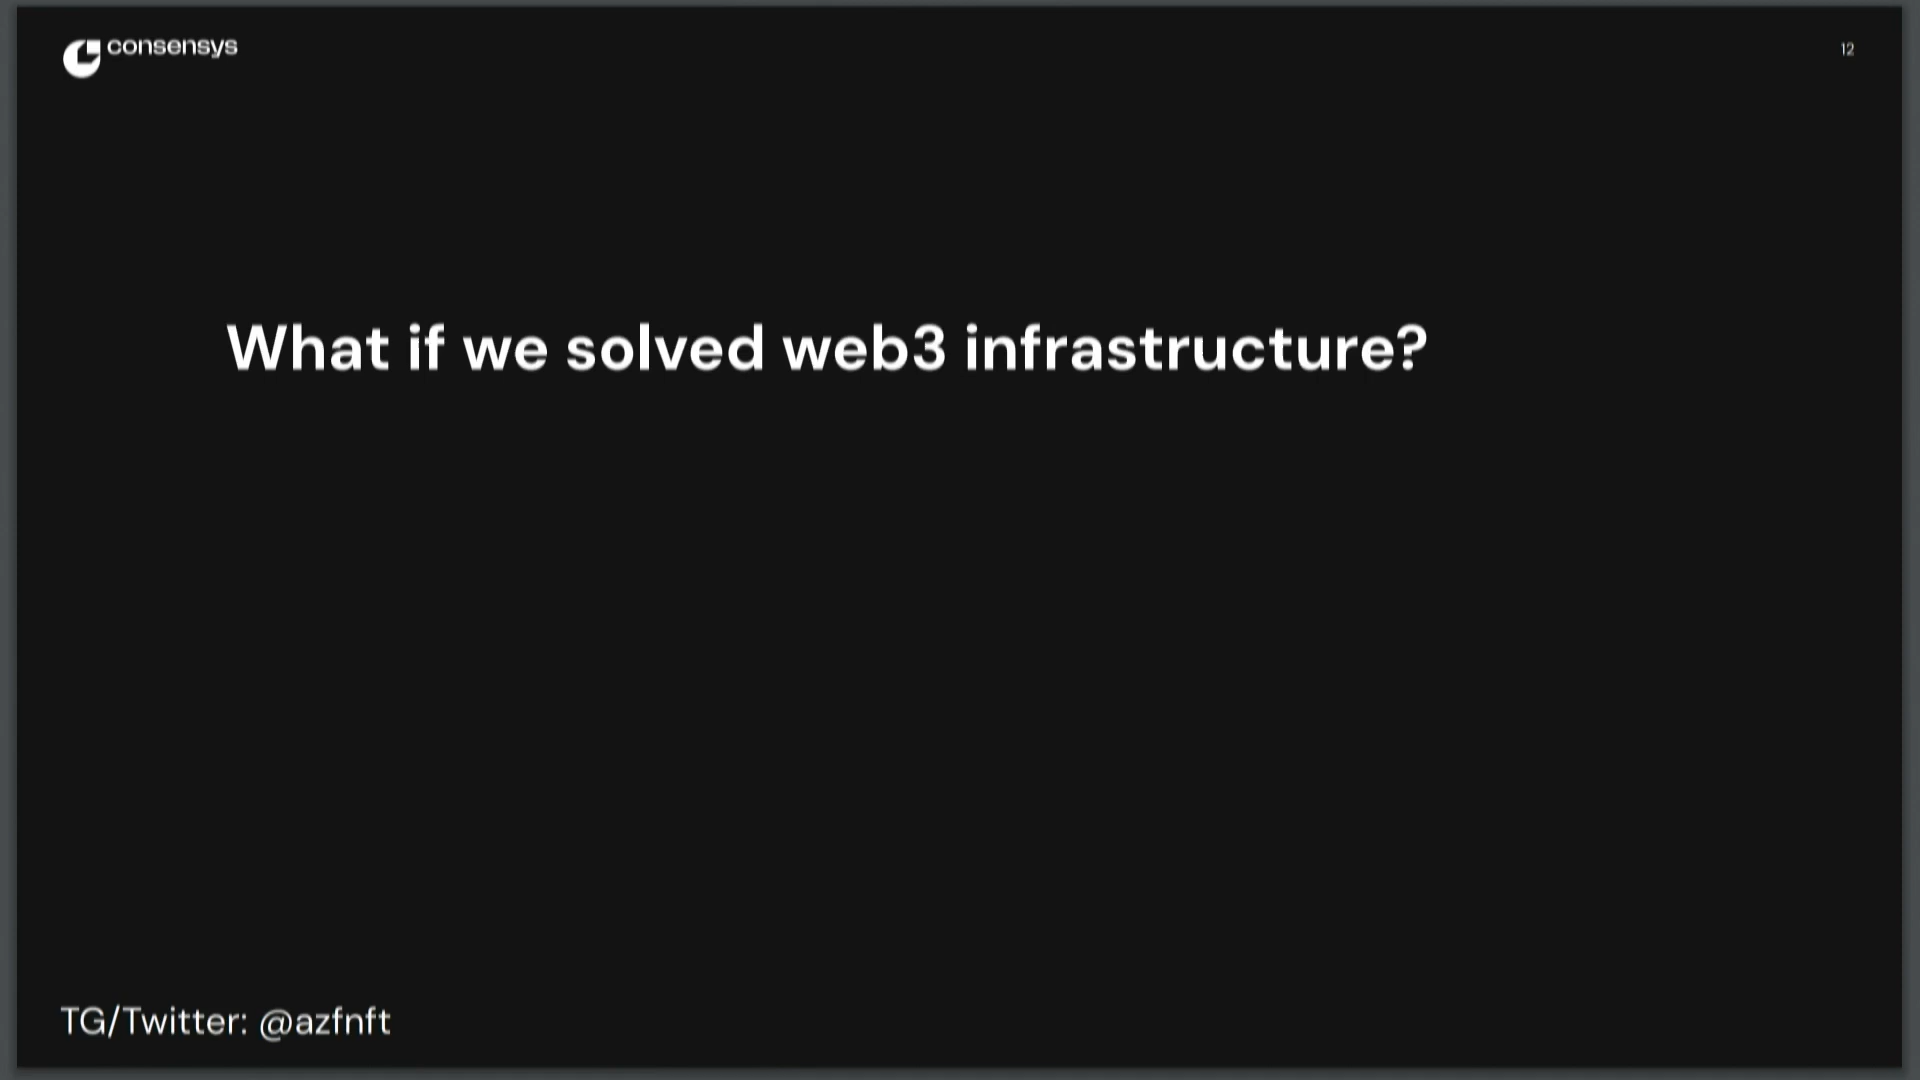 consensys
12
What if we solved web3 infrastructure?
TG/Twitter: @azfnft